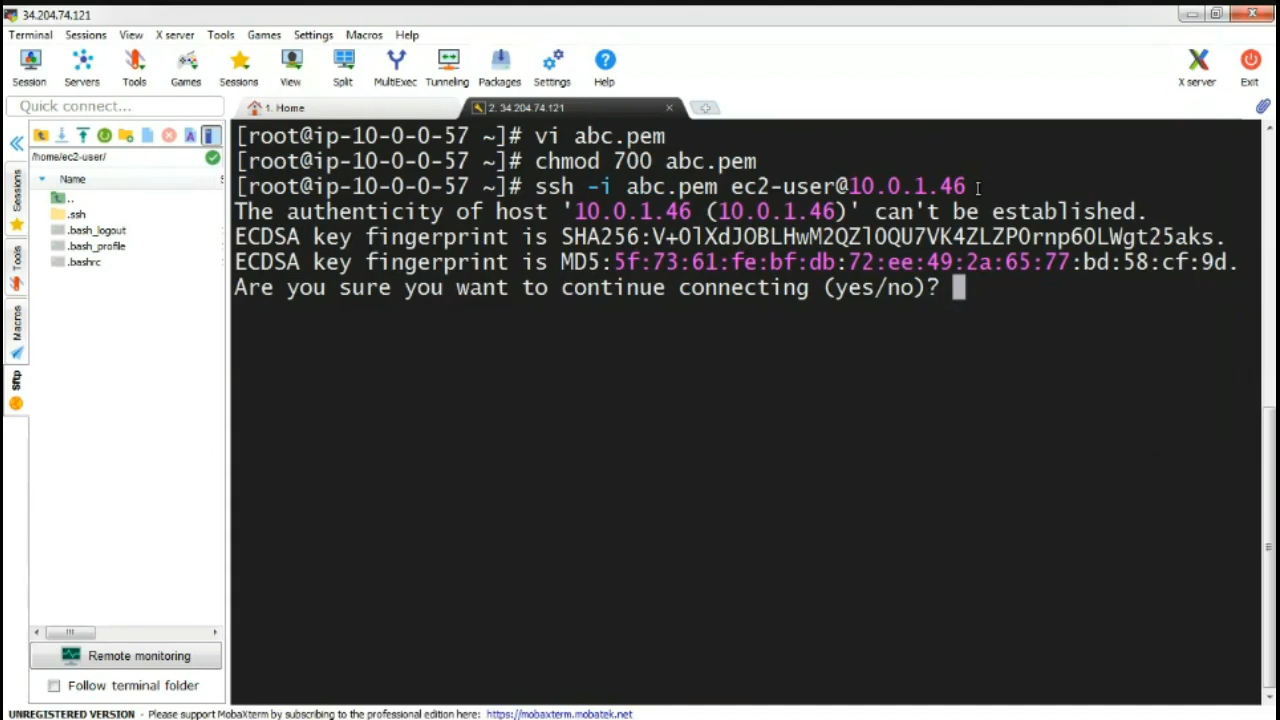 34.204.74.121
Terminal Sessions View X server Tools Games Settings Macros Help
Session Servers Tools Games Sessions View Split MultiExec Tunneling Packages Settings Help X server Exit
Quick connect...
1. Home
2. 34.204.74.121
/home/ec2-user/
Name
..
.ssh
.bash_logout
.bash_profile
.bashrc
Sessions
Tools
Macros
Sftp
[root@ip-10-0-0-57 ~]# vi abc.pem
[root@ip-10-0-0-57 ~]# chmod 700 abc.pem
[root@ip-10-0-0-57 ~]# ssh -i abc.pem ec2-user@10.0.1.46
The authenticity of host '10.0.1.46 (10.0.1.46)' can't be established.
ECDSA key fingerprint is SHA256:V+OlXdJOBLHwM2QZlOQU7VK4ZLZPOrnp6OLWgt25aks.
ECDSA key fingerprint is MD5:5f:73:61:fe:bf:db:72:ee:49:2a:65:77:bd:58:cf:9d.
Are you sure you want to continue connecting (yes/no)?
Remote monitoring
Follow terminal folder
UNREGISTERED VERSION - Please support MobaXterm by subscribing to the professional edition here: https://mobaxterm.mobatek.net